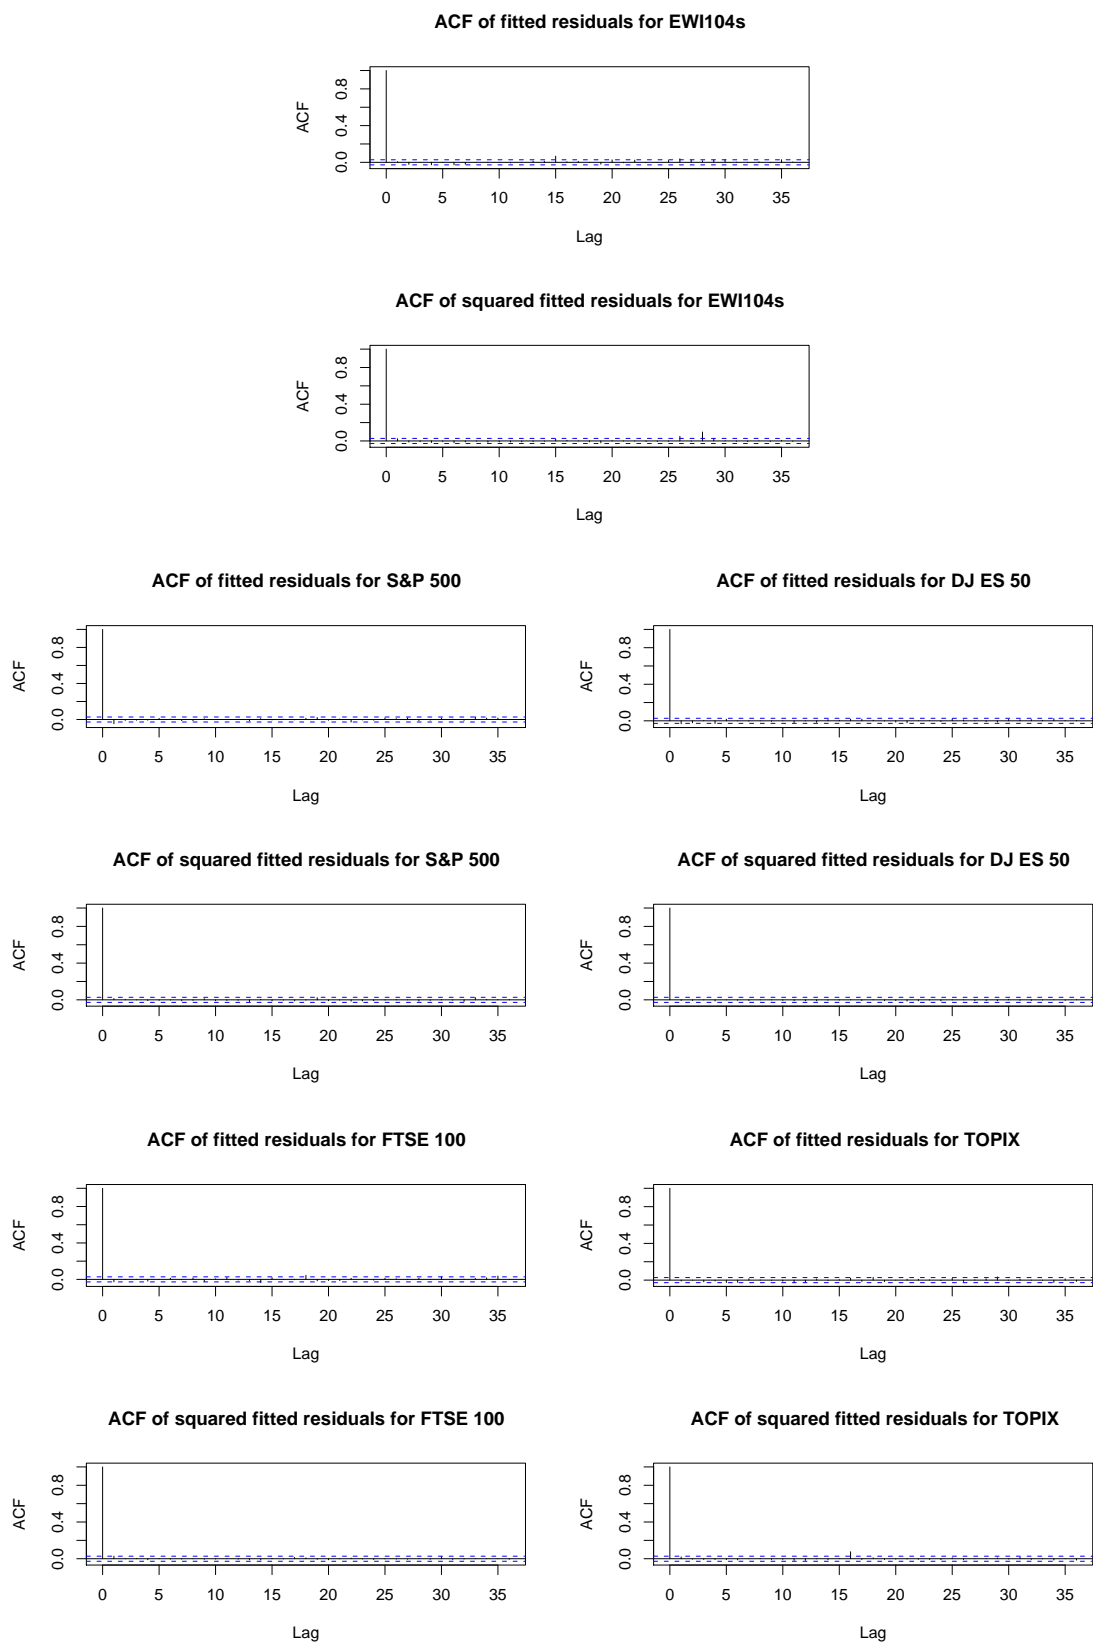 ACF of fitted residuals for EWI104s
ACF
0.0 0.4 0.8
0 5 10 15 20 25 30 35
Lag
ACF of squared fitted residuals for EWI104s
ACF
0.0 0.4 0.8
0 5 10 15 20 25 30 35
Lag
ACF of fitted residuals for S&P 500
ACF
0.0 0.4 0.8
0 5 10 15 20 25 30 35
Lag
ACF of fitted residuals for DJ ES 50
ACF
0.0 0.4 0.8
0 5 10 15 20 25 30 35
Lag
ACF of squared fitted residuals for S&P 500
ACF
0.0 0.4 0.8
0 5 10 15 20 25 30 35
Lag
ACF of squared fitted residuals for DJ ES 50
ACF
0.0 0.4 0.8
0 5 10 15 20 25 30 35
Lag
ACF of fitted residuals for FTSE 100
ACF
0.0 0.4 0.8
0 5 10 15 20 25 30 35
Lag
ACF of fitted residuals for TOPIX
ACF
0.0 0.4 0.8
0 5 10 15 20 25 30 35
Lag
ACF of squared fitted residuals for FTSE 100
ACF
0.0 0.4 0.8
0 5 10 15 20 25 30 35
Lag
ACF of squared fitted residuals for TOPIX
ACF
0.0 0.4 0.8
0 5 10 15 20 25 30 35
Lag